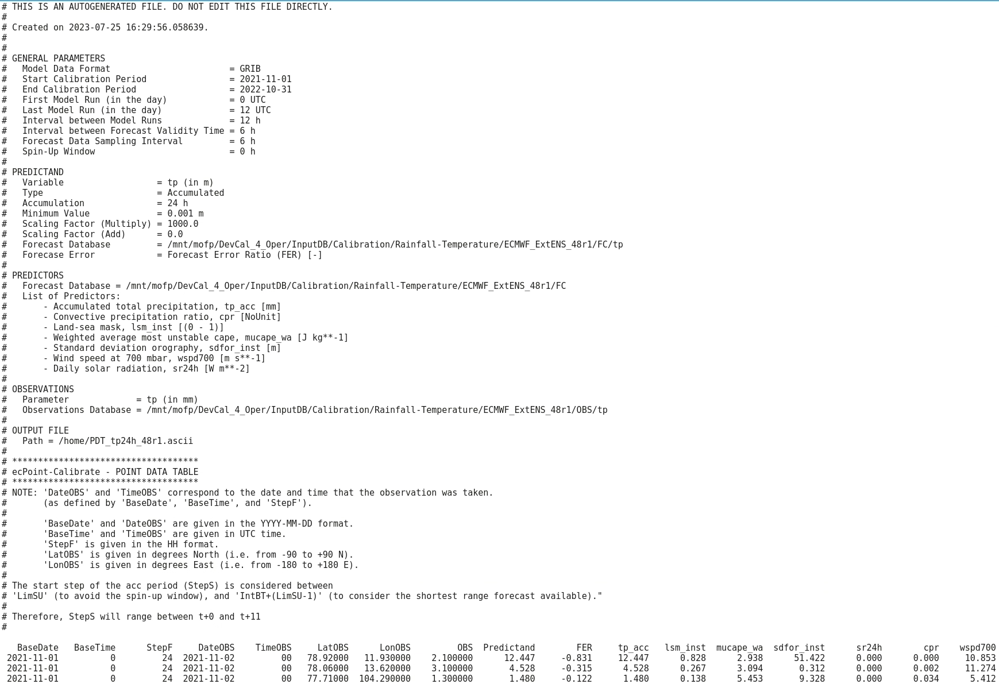 # THIS IS AN AUTOGENERATED FILE. DO NOT EDIT THIS FILE DIRECTLY.
#
# Created on 2023-07-25 16:29:56.058639.
#
#
# GENERAL PARAMETERS
#   Model Data Format                       = GRIB
#   Start Calibration Period                = 2021-11-01
#   End Calibration Period                  = 2022-10-31
#   First Model Run (in the day)            = 0 UTC
#   Last Model Run (in the day)             = 12 UTC
#   Interval between Model Runs             = 12 h
#   Interval between Forecast Validity Time = 6 h
#   Forecast Data Sampling Interval         = 6 h
#   Spin-Up Window                          = 0 h
#
# PREDICTAND
#   Variable                  = tp (in m)
#   Type                      = Accumulated
#   Accumulation              = 24 h
#   Minimum Value             = 0.001 m
#   Scaling Factor (Multiply) = 1000.0
#   Scaling Factor (Add)      = 0.0
#   Forecast Database         = /mnt/mofp/DevCal_4_Oper/InputDB/Calibration/Rainfall-Temperature/ECMWF_ExtENS_48r1/FC/tp
#   Forecase Error            = Forecast Error Ratio (FER) [-]
#
# PREDICTORS
#   Forecast Database = /mnt/mofp/DevCal_4_Oper/InputDB/Calibration/Rainfall-Temperature/ECMWF_ExtENS_48r1/FC
#   List of Predictors:
#       - Accumulated total precipitation, tp_acc [mm]
#       - Convective precipitation ratio, cpr [NoUnit]
#       - Land-sea mask, lsm_inst [(0 - 1)]
#       - Weighted average most unstable cape, mucape_wa [J kg**-1]
#       - Standard deviation orography, sdfor_inst [m]
#       - Wind speed at 700 mbar, wspd700 [m s**-1]
#       - Daily solar radiation, sr24h [W m**-2]
#
# OBSERVATIONS
#   Parameter             = tp (in mm)
#   Observations Database = /mnt/mofp/DevCal_4_Oper/InputDB/Calibration/Rainfall-Temperature/ECMWF_ExtENS_48r1/OBS/tp
#
# OUTPUT FILE
#   Path = /home/PDT_tp24h_48r1.ascii
#
# ************************************
# ecPoint-Calibrate - POINT DATA TABLE
# ************************************
# NOTE: 'DateOBS' and 'TimeOBS' correspond to the date and time that the observation was taken.
#       (as defined by 'BaseDate', 'BaseTime', and 'StepF').
#
#       'BaseDate' and 'DateOBS' are given in the YYYY-MM-DD format.
#       'BaseTime' and 'TimeOBS' are given in UTC time.
#       'StepF' is given in the HH format.
#       'LatOBS' is given in degrees North (i.e. from -90 to +90 N).
#       'LonOBS' is given in degrees East (i.e. from -180 to +180 E).
#
# The start step of the acc period (StepS) is considered between
# 'LimSU' (to avoid the spin-up window), and 'IntBT+(LimSU-1)' (to consider the shortest range forecast available)."
#
# Therefore, StepS will range between t+0 and t+11
#
BaseDate   BaseTime      StepF     DateOBS    TimeOBS     LatOBS      LonOBS         OBS  Predictand        FER     tp_acc   lsm_inst  mucape_wa  sdfor_inst      sr24h        cpr    wspd700
2021-11-01          0         24  2021-11-02         00   78.92000   11.930000    2.100000      12.447     -0.831     12.447      0.828      2.938      51.422      0.000      0.000     10.853
2021-11-01          0         24  2021-11-02         00   78.06000   13.620000    3.100000       4.528     -0.315      4.528      0.267      3.094       0.312      0.000      0.002     11.274
2021-11-01          0         24  2021-11-02         00   77.71000  104.290000    1.300000       1.480     -0.122      1.480      0.138      5.453       9.328      0.000      0.034      5.412